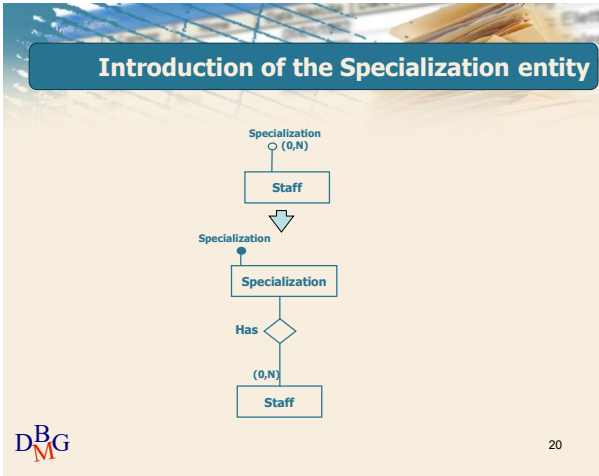 Introduction of the Specialization entity
Specialization
(0,N)
Staff
Specialization
Specialization
Has
(0,N)
Staff
DBMG
20